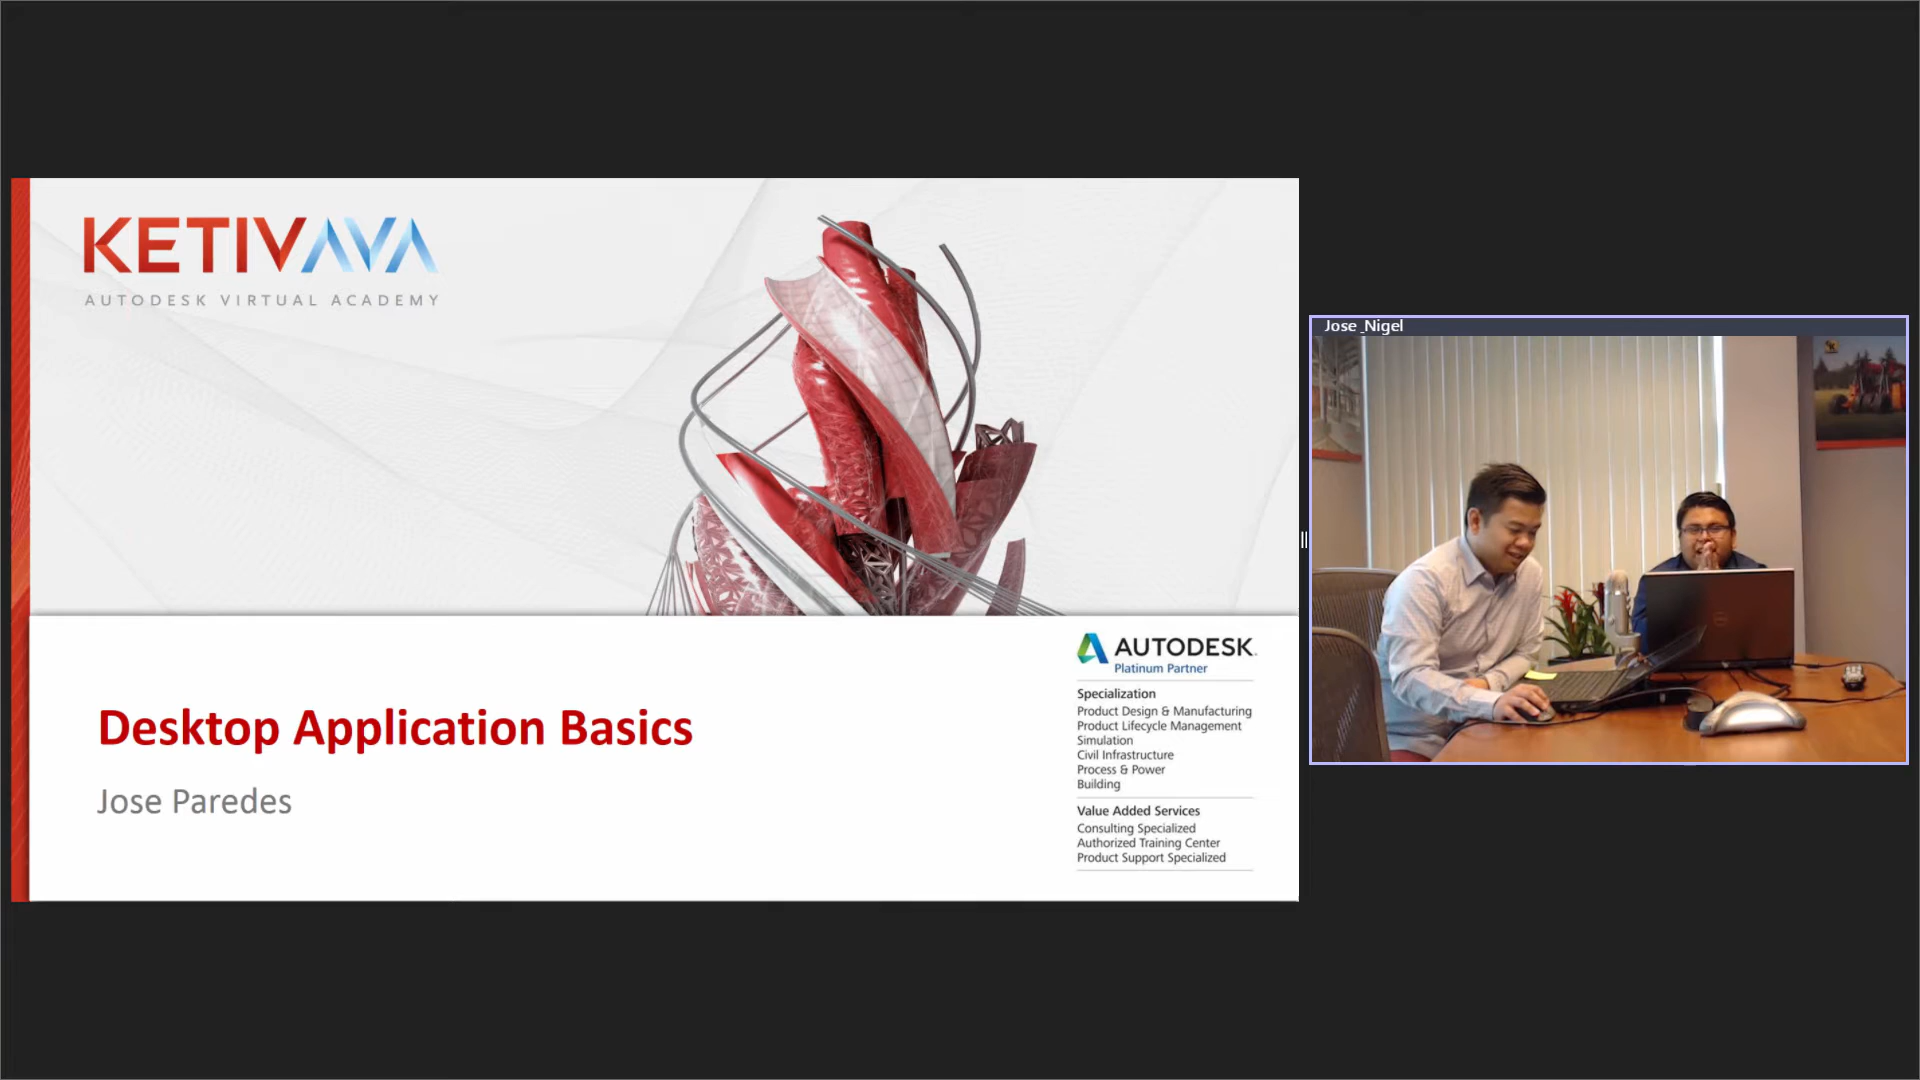 KETIVAVA
AUTODESK VIRTUAL ACADEMY
Desktop Application Basics
Jose Paredes
AUTODESK.
Platinum Partner
Specialization
Product Design & Manufacturing
Product Lifecycle Management
Simulation
Civil Infrastructure
Process & Power
Building
Value Added Services
Consulting Specialized
Authorized Training Center
Product Support Specialized
Jose_Nigel